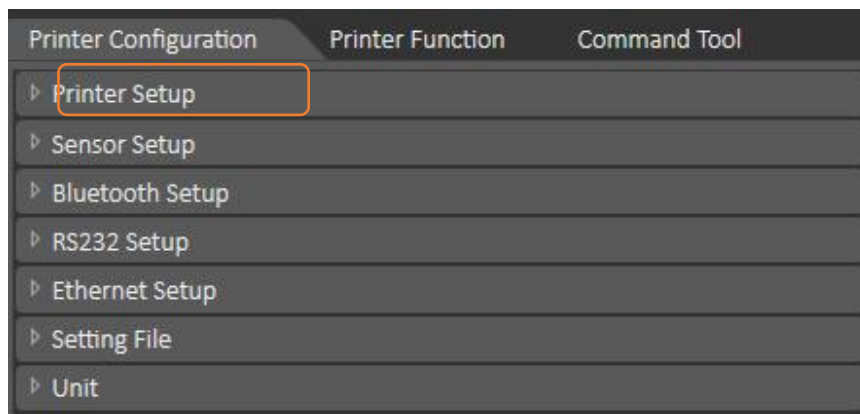 Printer Configuration Printer Function Command Tool
Printer Setup
Sensor Setup
Bluetooth Setup
RS232 Setup
Ethernet Setup
Setting File
Unit